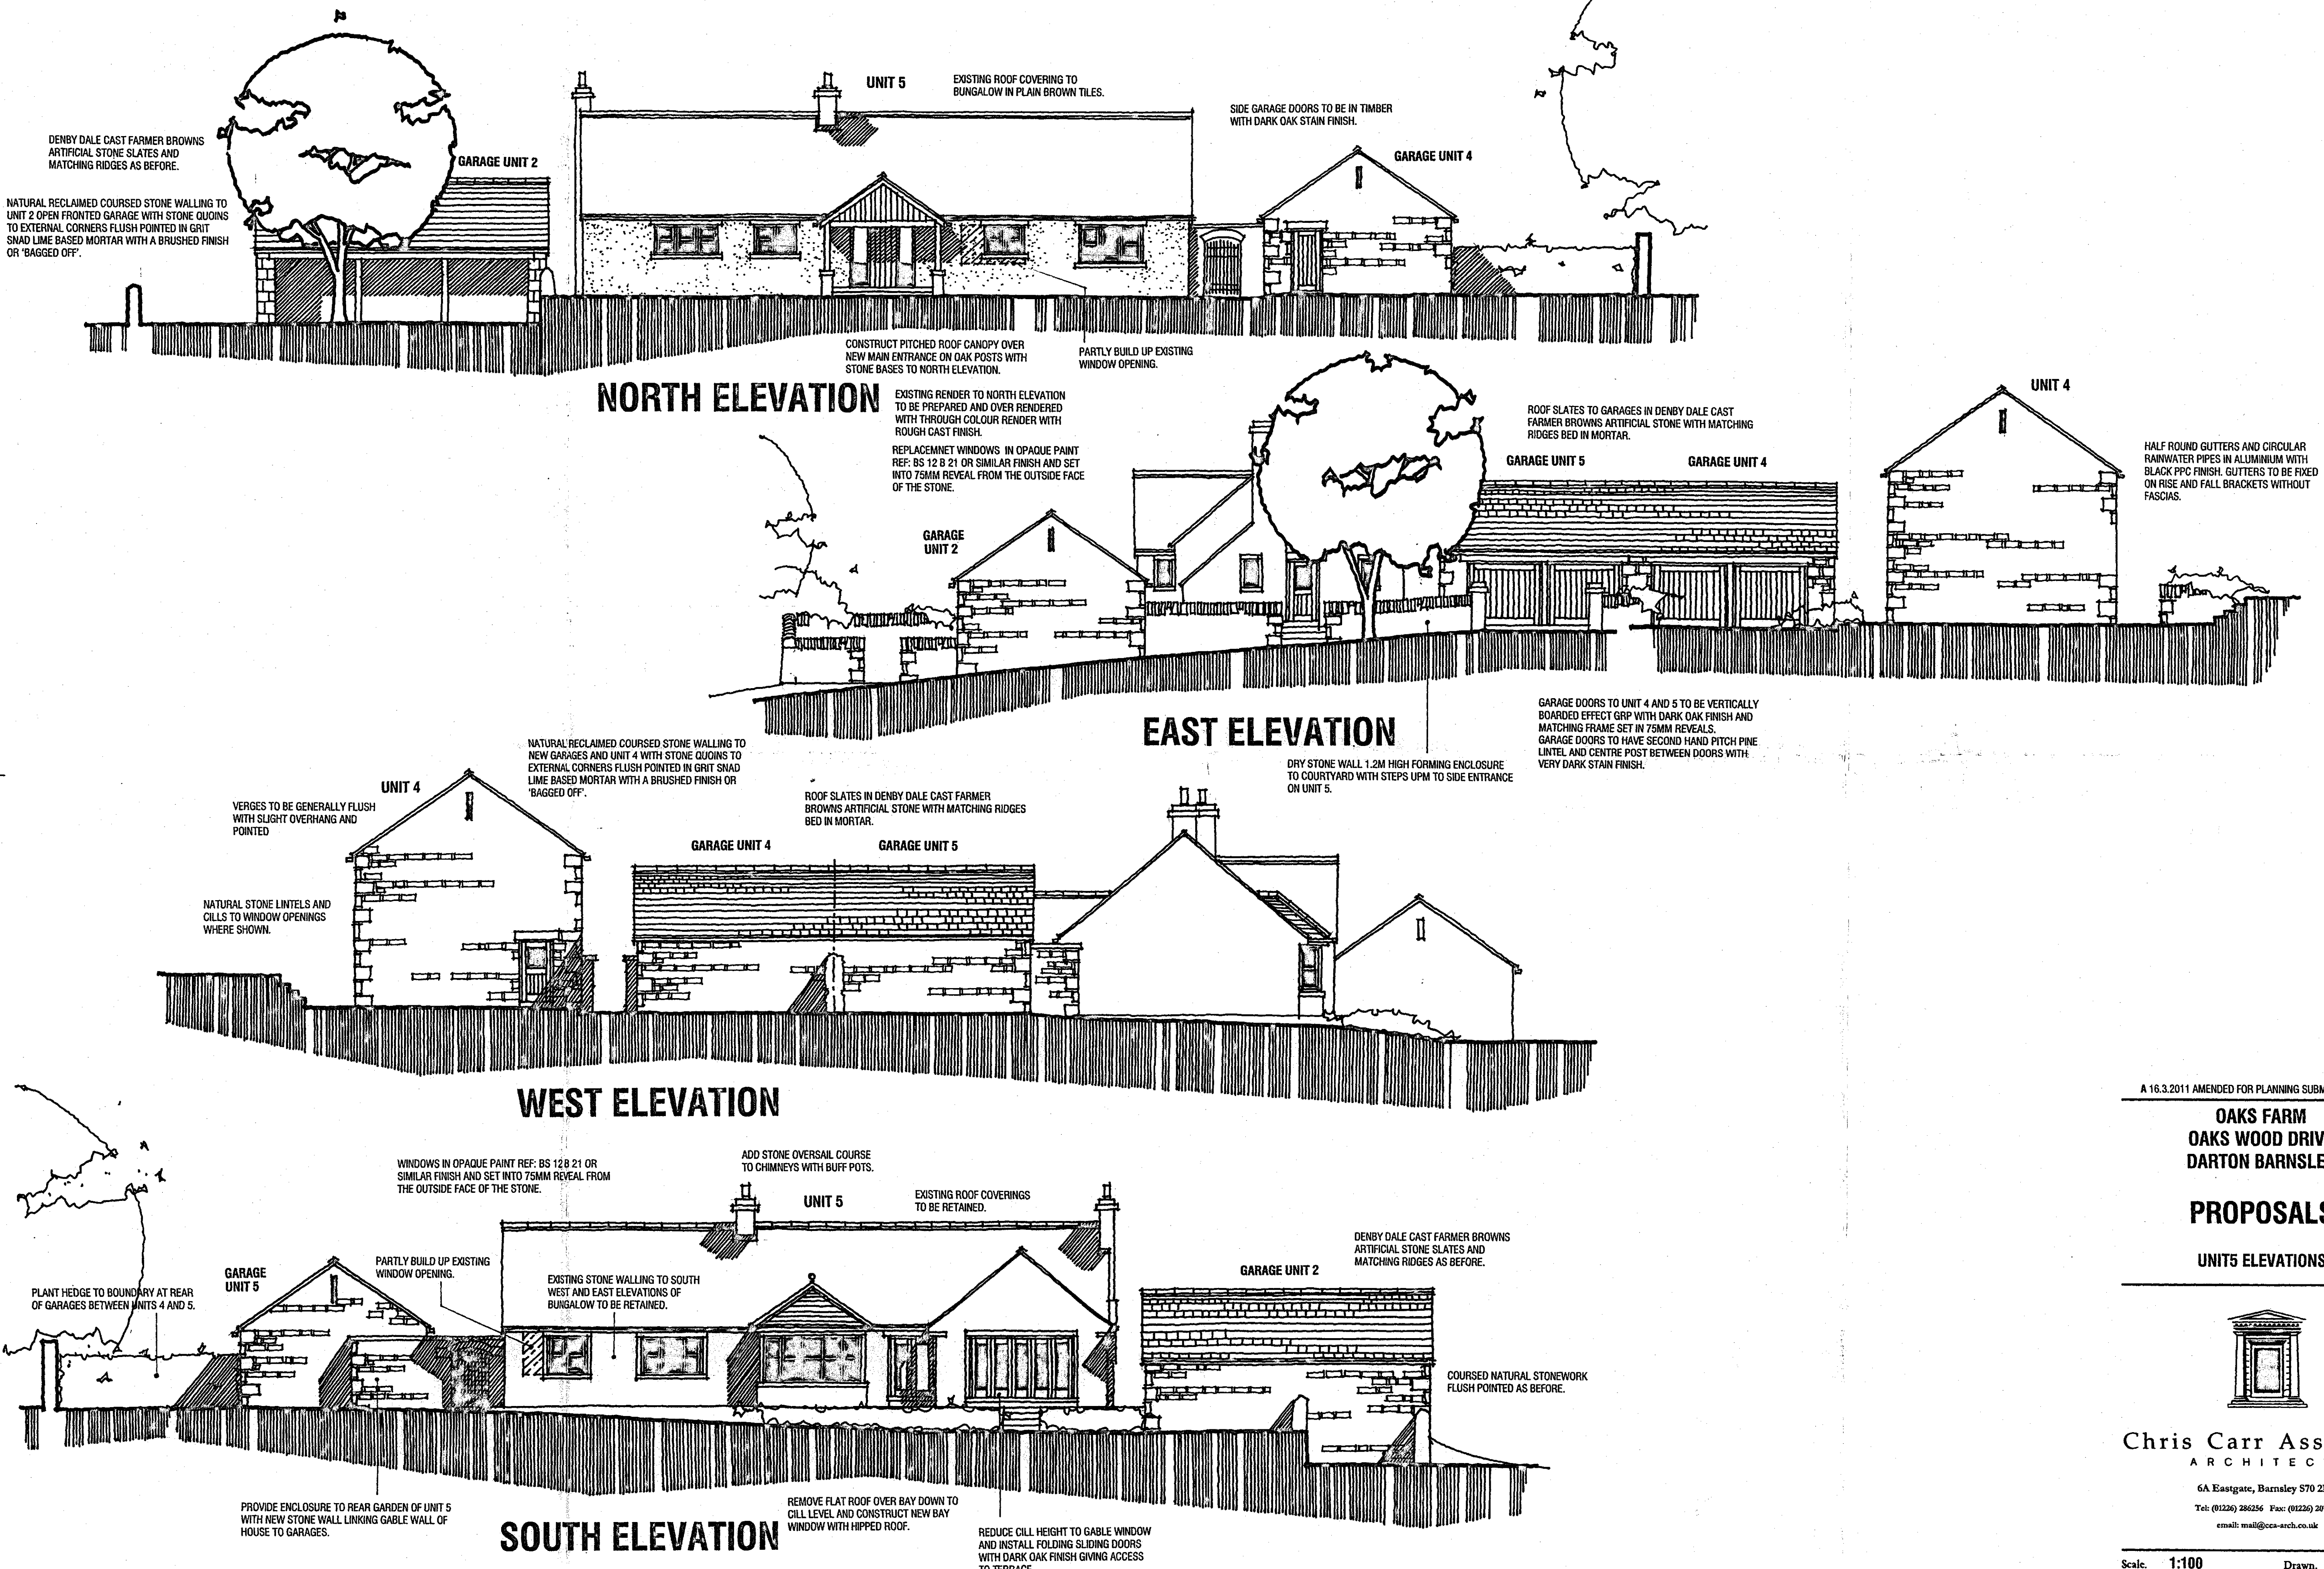 UNIT 5
EXISTING ROOF COVERING TO
BUNGALOW IN PLAIN BROWN TILES.
SIDE GARAGE DOORS TO BE IN TIMBER
WITH DARK OAK STAIN FINISH.
DENBY DALE CAST FARMER BROWNS
ARTIFICIAL STONE SLATES AND
MATCHING RIDGES AS BEFORE.
GARAGE UNIT 2
GARAGE UNIT 4
NATURAL RECLAIMED COURSED STONE WALLING TO
UNIT 2 OPEN FRONTED GARAGE WITH STONE QUOINS
TO EXTERNAL CORNERS FLUSH POINTED IN GRIT
SNAD LIME BASED MORTAR WITH A BRUSHED FINISH
OR 'BAGGED OFF'.
CONSTRUCT PITCHED ROOF CANOPY OVER
NEW MAIN ENTRANCE ON OAK POSTS WITH
STONE BASES TO NORTH ELEVATION.
PARTLY BUILD UP EXISTING
WINDOW OPENING.
NORTH ELEVATION
EXISTING RENDER TO NORTH ELEVATION
TO BE PREPARED AND OVER RENDERED
WITH THROUGH COLOUR RENDER WITH
ROUGH CAST FINISH.
REPLACEMNET WINDOWS IN OPAQUE PAINT
REF: BS 12 B 21 OR SIMILAR FINISH AND SET
INTO 75MM REVEAL FROM THE OUTSIDE FACE
OF THE STONE.
ROOF SLATES TO GARAGES IN DENBY DALE CAST
FARMER BROWNS ARTIFICIAL STONE WITH MATCHING
RIDGES BED IN MORTAR.
UNIT 4
HALF ROUND GUTTERS AND CIRCULAR
RAINWATER PIPES IN ALUMINIUM WITH
BLACK PPC FINISH. GUTTERS TO BE FIXED
ON RISE AND FALL BRACKETS WITHOUT
FASCIAS.
GARAGE UNIT 5
GARAGE UNIT 4
GARAGE
UNIT 2
EAST ELEVATION
GARAGE DOORS TO UNIT 4 AND 5 TO BE VERTICALLY
BOARDED EFFECT GRP WITH DARK OAK FINISH AND
MATCHING FRAME SET IN 75MM REVEALS.
GARAGE DOORS TO HAVE SECOND HAND PITCH PINE
LINTEL AND CENTRE POST BETWEEN DOORS WITH
VERY DARK STAIN FINISH.
DRY STONE WALL 1.2M HIGH FORMING ENCLOSURE
TO COURTYARD WITH STEPS UPM TO SIDE ENTRANCE
ON UNIT 5.
NATURAL RECLAIMED COURSED STONE WALLING TO
NEW GARAGES AND UNIT 4 WITH STONE QUOINS TO
EXTERNAL CORNERS FLUSH POINTED IN GRIT SNAD
LIME BASED MORTAR WITH A BRUSHED FINISH OR
'BAGGED OFF'.
UNIT 4
VERGES TO BE GENERALLY FLUSH
WITH SLIGHT OVERHANG AND
POINTED
ROOF SLATES IN DENBY DALE CAST FARMER
BROWNS ARTIFICIAL STONE WITH MATCHING RIDGES
BED IN MORTAR.
GARAGE UNIT 4
GARAGE UNIT 5
NATURAL STONE LINTELS AND
CILLS TO WINDOW OPENINGS
WHERE SHOWN.
WEST ELEVATION
WINDOWS IN OPAQUE PAINT REF: BS 12 B 21 OR
SIMILAR FINISH AND SET INTO 75MM REVEAL FROM
THE OUTSIDE FACE OF THE STONE.
ADD STONE OVERSAIL COURSE
TO CHIMNEYS WITH BUFF POTS.
UNIT 5
EXISTING ROOF COVERINGS
TO BE RETAINED.
DENBY DALE CAST FARMER BROWNS
ARTIFICIAL STONE SLATES AND
MATCHING RIDGES AS BEFORE.
GARAGE UNIT 2
PARTLY BUILD UP EXISTING
WINDOW OPENING.
GARAGE
UNIT 5
EXISTING STONE WALLING TO SOUTH
WEST AND EAST ELEVATIONS OF
BUNGALOW TO BE RETAINED.
PLANT HEDGE TO BOUNDARY AT REAR
OF GARAGES BETWEEN UNITS 4 AND 5.
COURSED NATURAL STONEWORK
FLUSH POINTED AS BEFORE.
PROVIDE ENCLOSURE TO REAR GARDEN OF UNIT 5
WITH NEW STONE WALL LINKING GABLE WALL OF
HOUSE TO GARAGES.
SOUTH ELEVATION
REMOVE FLAT ROOF OVER BAY DOWN TO
CILL LEVEL AND CONSTRUCT NEW BAY
WINDOW WITH HIPPED ROOF.
REDUCE CILL HEIGHT TO GABLE WINDOW
AND INSTALL FOLDING SLIDING DOORS
WITH DARK OAK FINISH GIVING ACCESS
TO TERRACE
A 16.3.2011 AMENDED FOR PLANNING SUBM
OAKS FARM
OAKS WOOD DRIV
DARTON BARNSLE
PROPOSALS
UNIT5 ELEVATIONS
Chris Carr Ass
ARCHITEC
6A Eastgate, Barnsley S70 2
Tel: (01226) 286256 Fax: (01226) 20
email: mail@cca-arch.co.uk
Scale. 1:100
Drawn.